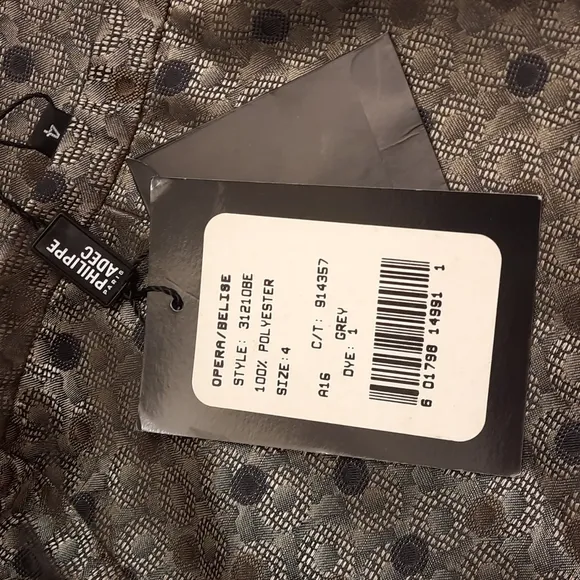 OPERA/BELISE
STYLE: 31210BE
100% POLYESTER
SIZE:4
A16 C/T: 914357
GREY
DYE: 1
6 01798 14991 1
PHILIPPE
ADEC
PARIS
4